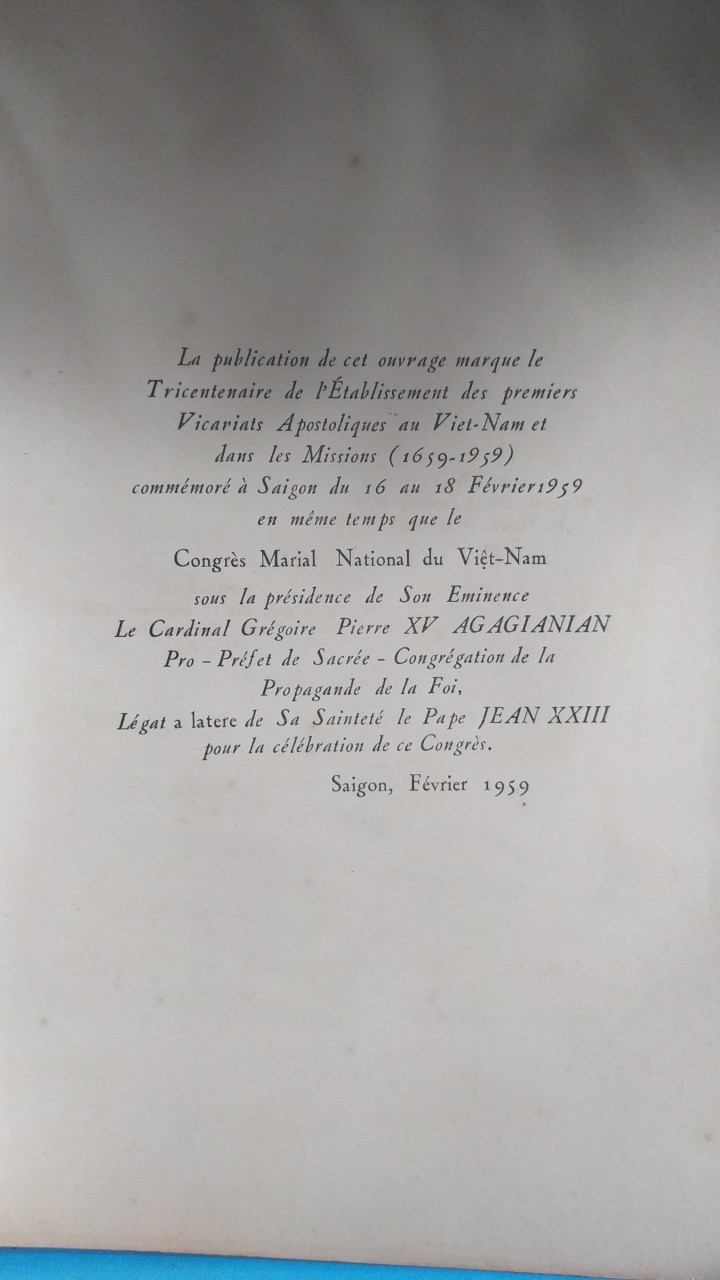 La publication de cet ouvrage marque le
Tricentenaire de l'Établissement des premiers
Vicariats Apostoliques au Viet-Nam et
dans les Missions (1659-1959)
commémoré à Saigon du 16 au 18 Février1959
en même temps que le
Congrès Marial National du Việt-Nam
sous la présidence de Son Eminence
Le Cardinal Grégoire Pierre XV AGAGIANIAN
Pro - Préfet de Sacrée - Congrégation de la
Propagande de la Foi,
Légat a latere de Sa Sainteté le Pape JEAN XXIII
pour la célébration de ce Congrès.
Saigon, Février 1959